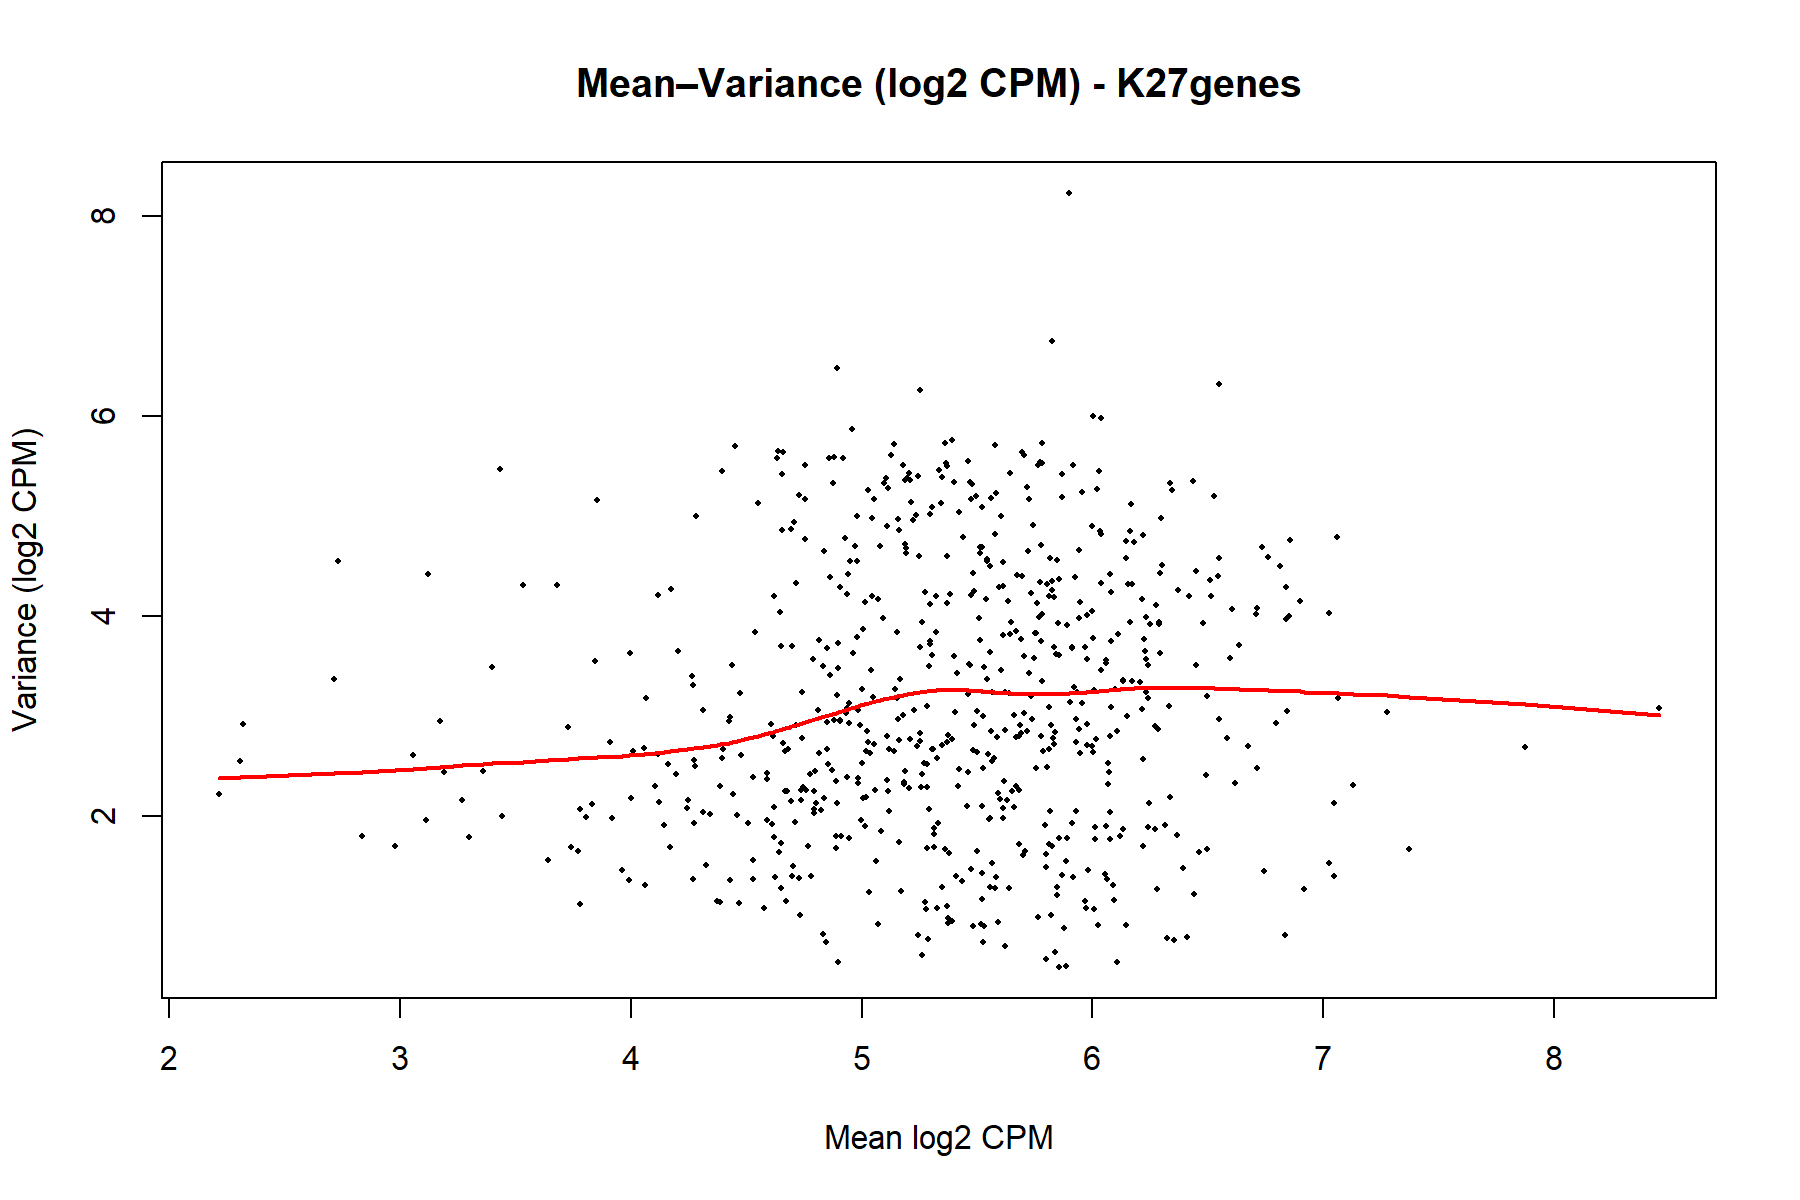 Mean–Variance (log2 CPM) - K27genes
Variance (log2 CPM)
8
6
4
2
2 3 4 5 6 7 8
Mean log2 CPM